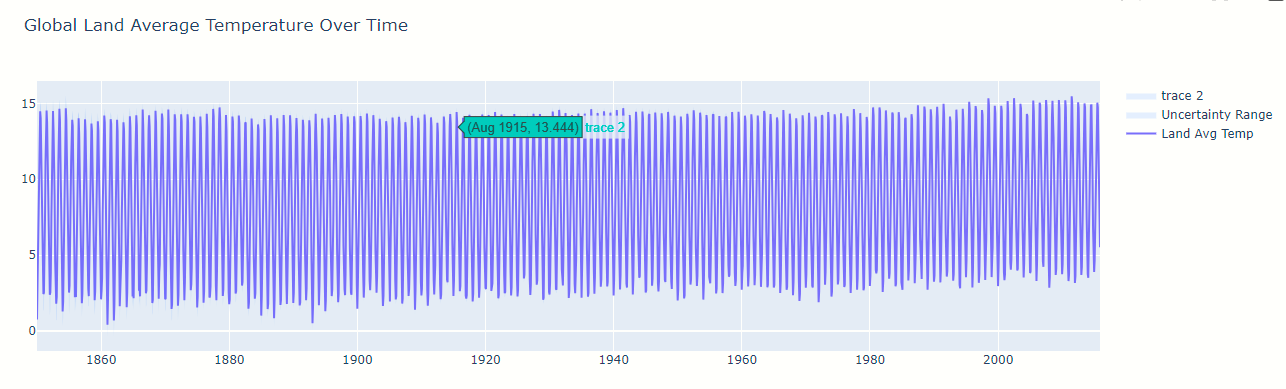 Global Land Average Temperature Over Time
15
10
5
0
(Aug 1915, 13.444) trace 2
1860 1880 1900 1920 1940 1960 1980 2000
trace 2
Uncertainty Range
Land Avg Temp